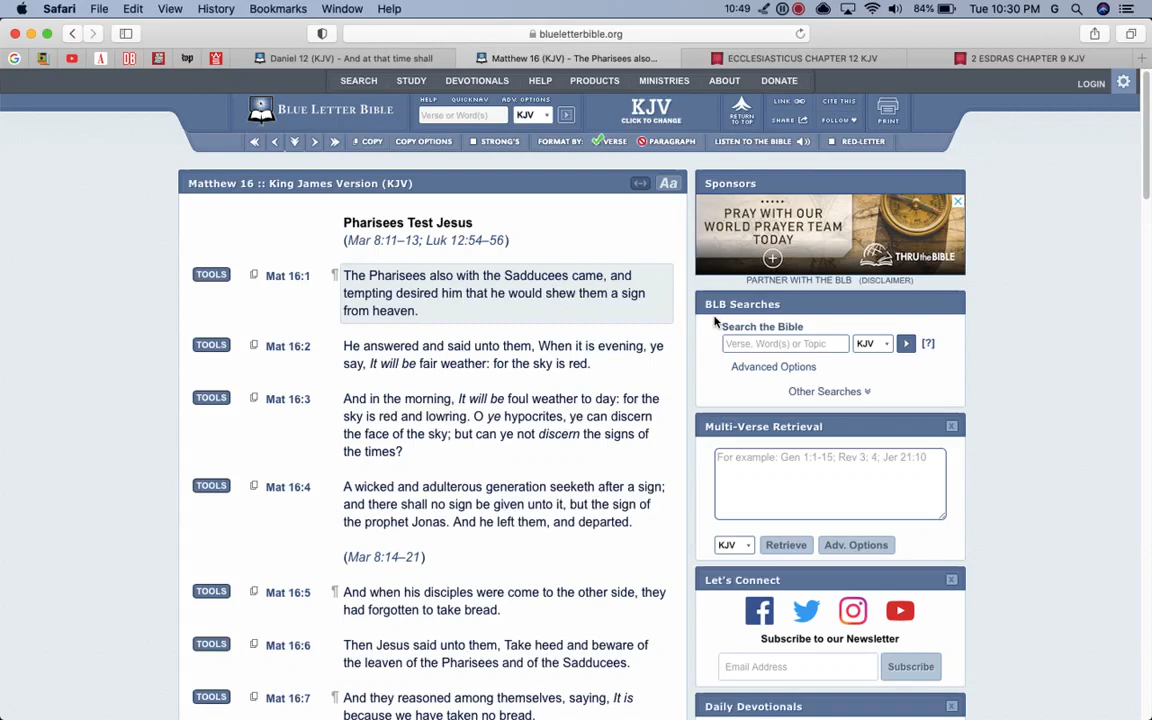 Safari File Edit View History Bookmarks Window Help 10:49 84% Tue 10:30 PM G
blueletterbible.org
Daniel 12 (KJV) - And at that time shall Matthew 16 (KJV) - The Pharisees also... ECCLESIASTICUS CHAPTER 12 KJV 2 ESDRAS CHAPTER 9 KJV
SEARCH STUDY DEVOTIONALS HELP PRODUCTS MINISTRIES ABOUT DONATE LOGIN
HELP QUICKNAV ADV. OPTIONS
BLUE LETTER BIBLE
Verse or Word(s) KJV
KJV
CLICK TO CHANGE
RETURN
TO TOP
LINK CITE THIS
SHARE FOLLOW
PRINT
COPY COPY OPTIONS STRONG'S FORMAT BY: VERSE PARAGRAPH LISTEN TO THE BIBLE RED-LETTER
Matthew 16 :: King James Version (KJV) Aa
Pharisees Test Jesus
(Mar 8:11–13; Luk 12:54–56)
TOOLS Mat 16:1 ¶ The Pharisees also with the Sadducees came, and
tempting desired him that he would shew them a sign
from heaven.
TOOLS Mat 16:2 He answered and said unto them, When it is evening, ye
say, It will be fair weather: for the sky is red.
TOOLS Mat 16:3 And in the morning, It will be foul weather to day: for the
sky is red and lowring. O ye hypocrites, ye can discern
the face of the sky; but can ye not discern the signs of
the times?
TOOLS Mat 16:4 A wicked and adulterous generation seeketh after a sign;
and there shall no sign be given unto it, but the sign of
the prophet Jonas. And he left them, and departed.
(Mar 8:14–21)
TOOLS Mat 16:5 ¶ And when his disciples were come to the other side, they
had forgotten to take bread.
TOOLS Mat 16:6 Then Jesus said unto them, Take heed and beware of
the leaven of the Pharisees and of the Sadducees.
TOOLS Mat 16:7 ¶ And they reasoned among themselves, saying, It is
because we have taken no bread.
Sponsors
PRAY WITH OUR
WORLD PRAYER TEAM
TODAY
THRU the BIBLE
PARTNER WITH THE BLB (DISCLAIMER)
BLB Searches
Search the Bible
Verse, Word(s) or Topic KJV [?]
Advanced Options
Other Searches
Multi-Verse Retrieval
For example: Gen 1:1-15; Rev 3; 4; Jer 21:10
KJV Retrieve Adv. Options
Let's Connect
Subscribe to our Newsletter
Email Address Subscribe
Daily Devotionals